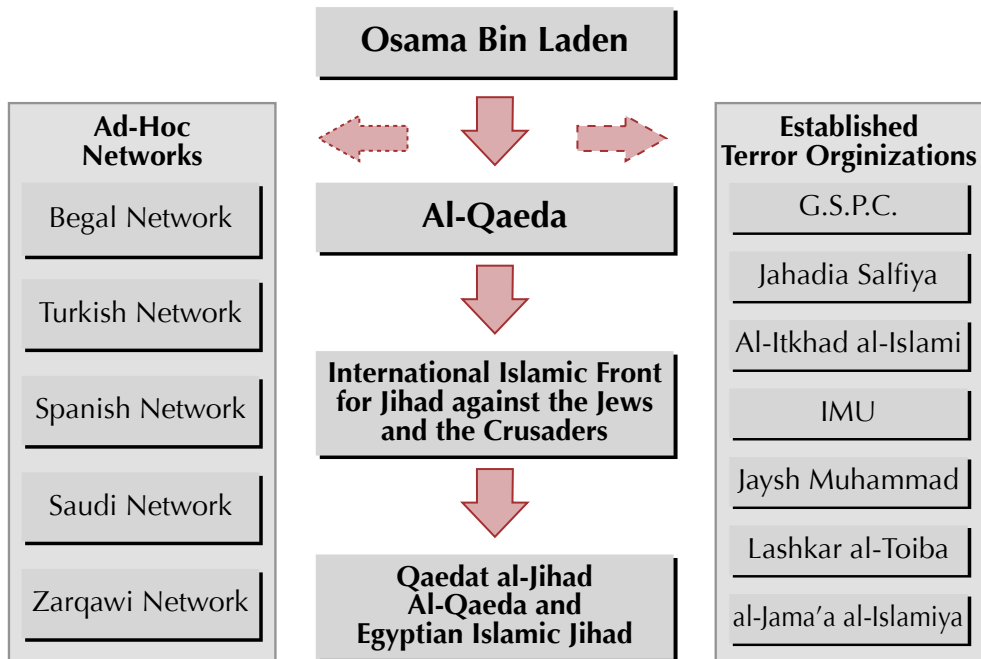 Osama Bin Laden
Ad-Hoc
Networks
Begal Network
Turkish Network
Spanish Network
Saudi Network
Zarqawi Network
Al-Qaeda
International Islamic Front
for Jihad against the Jews
and the Crusaders
Qaedat al-Jihad
Al-Qaeda and
Egyptian Islamic Jihad
Established
Terror Orginizations
G.S.P.C.
Jahadia Salfiya
Al-Itkhad al-Islami
IMU
Jaysh Muhammad
Lashkar al-Toiba
al-Jama’a al-Islamiya